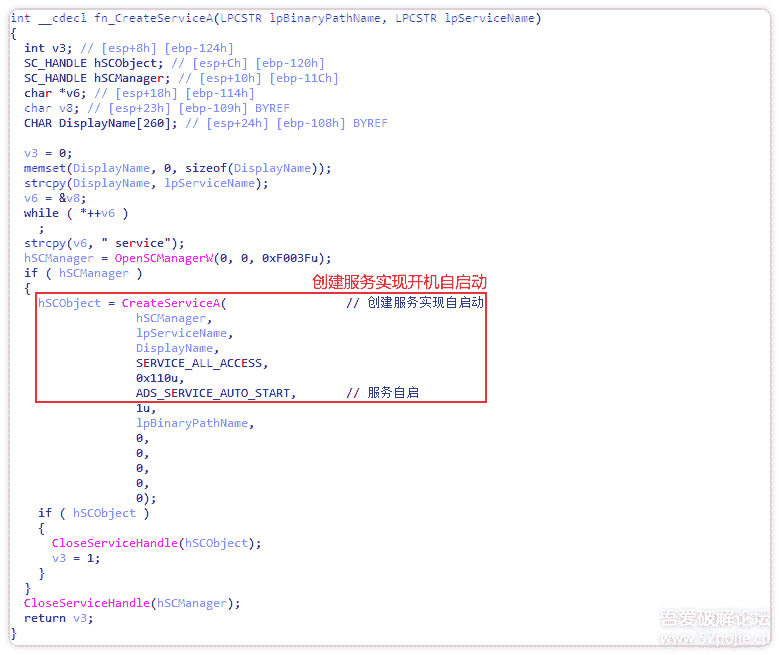 int __cdecl fn_CreateServiceA(LPCSTR lpBinaryPathName, LPCSTR lpServiceName)
{
int v3; // [esp+8h] [ebp-124h]
SC_HANDLE hSCObject; // [esp+Ch] [ebp-120h]
SC_HANDLE hSCManager; // [esp+10h] [ebp-11Ch]
char *v6; // [esp+18h] [ebp-114h]
char v8; // [esp+23h] [ebp-109h] BYREF
CHAR DisplayName[260]; // [esp+24h] [ebp-108h] BYREF
v3 = 0;
memset(DisplayName, 0, sizeof(DisplayName));
strcpy(DisplayName, lpServiceName);
v6 = &v8;
while ( *++v6 )
;
strcpy(v6, " service");
hSCManager = OpenSCManagerW(0, 0, 0xF003Fu);
if ( hSCManager )
创建服务实现开机自启动
{
hSCObject = CreateServiceA( // 创建服务实现自启动
hSCManager,
lpServiceName,
DisplayName,
SERVICE_ALL_ACCESS,
0x110u,
ADS_SERVICE_AUTO_START, // 服务自启
1u,
lpBinaryPathName,
0,
0,
0,
0,
0);
if ( hSCObject )
{
CloseServiceHandle(hSCObject);
v3 = 1;
}
}
CloseServiceHandle(hSCManager);
return v3;
}
吾爱破解论坛
www.52pojie.cn